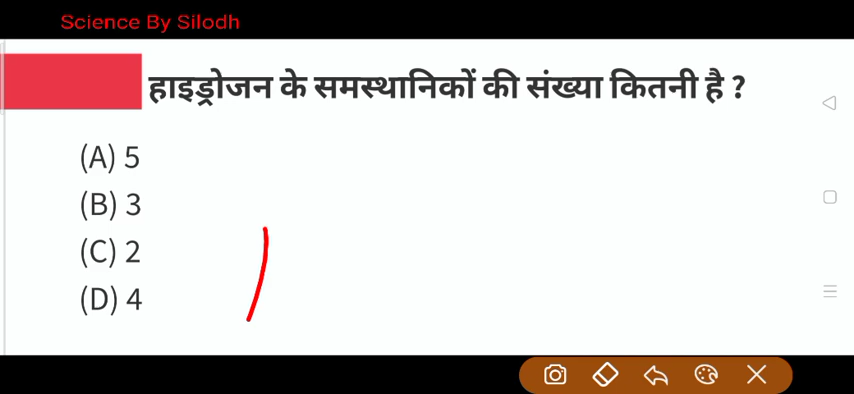 Science By Silodh
हाइड्रोजन के समस्थानिकों की संख्या कितनी है ?
(A) 5
(B) 3
(C) 2
(D) 4